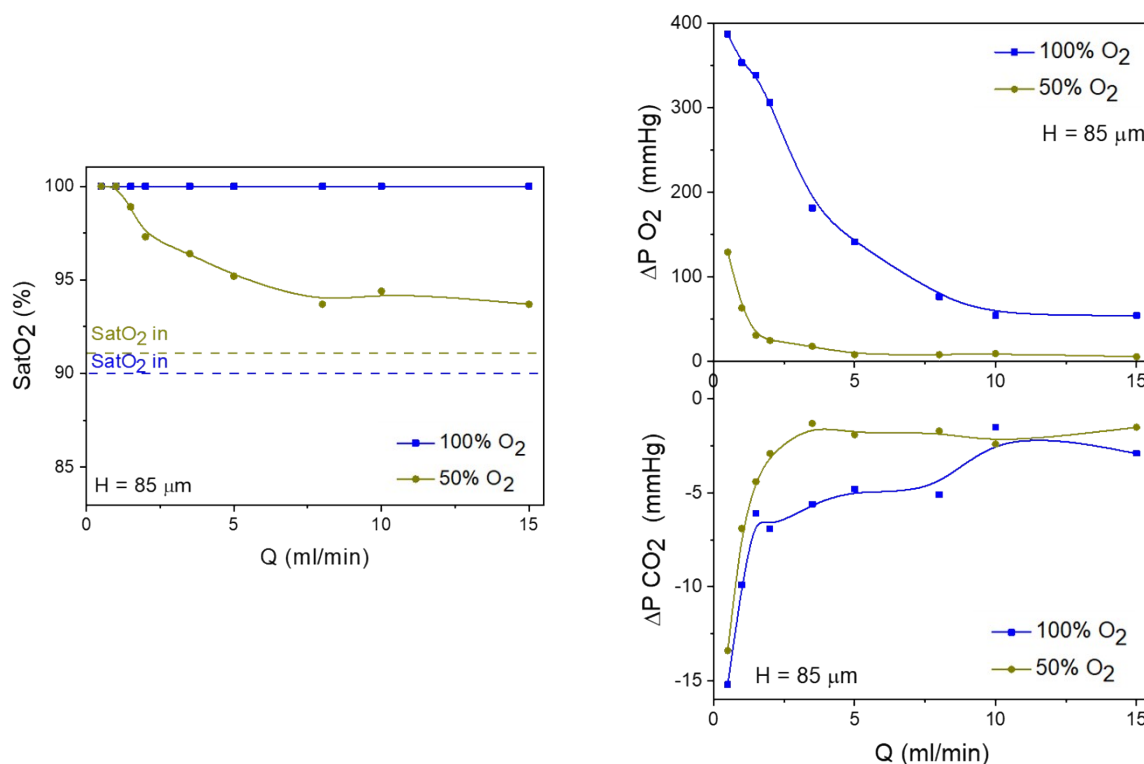 100
95
90
85
SatO2 (%)
SatO2 in
SatO2 in
100% O2
50% O2
H = 85 μm
0 5 10 15
Q (ml/min)
400
300
200
100
0
ΔP O2 (mmHg)
100% O2
50% O2
H = 85 μm
0 5 10 15
0
-5
-10
-15
ΔP CO2 (mmHg)
100% O2
50% O2
H = 85 μm
0 5 10 15
Q (ml/min)